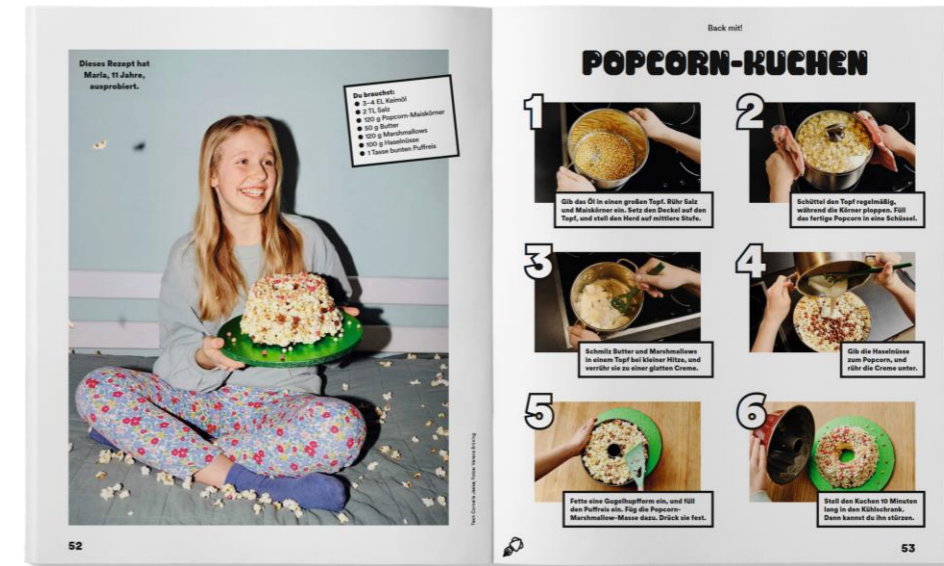 Dieses Rezept hat
Maria, 11 Jahre,
ausprobiert.
Du brauchst:
● 3–4 EL Keimöl
● 2 TL Salz
● 120 g Popcorn-Maiskörner
● 50 g Butter
● 120 g Marshmallows
● 100 g Haselnüsse
● 1 Tasse bunten Puffreis
52
Back mit!
POPCORN-KUCHEN
1
Gib das Öl in einen großen Topf. Rühr Salz
und Maiskörner ein. Setz den Deckel auf den
Topf, und stell den Herd auf mittlere Stufe.
2
Schüttel den Topf regelmäßig,
während die Körner ploppen. Füll
das fertige Popcorn in eine Schüssel.
3
Schmilz Butter und Marshmallows
in einem Topf bei kleiner Hitze, und
verrühr sie zu einer glatten Creme.
4
Gib die Haselnüsse
zum Popcorn, und
rühr die Creme unter.
5
Fette eine Gugelhupfform ein, und füll
den Puffreis ein. Füg die Popcorn-
Marshmallow-Masse dazu. Drück sie fest.
6
Stell den Kuchen 10 Minuten
lang in den Kühlschrank.
Dann kannst du ihn stürzen.
53